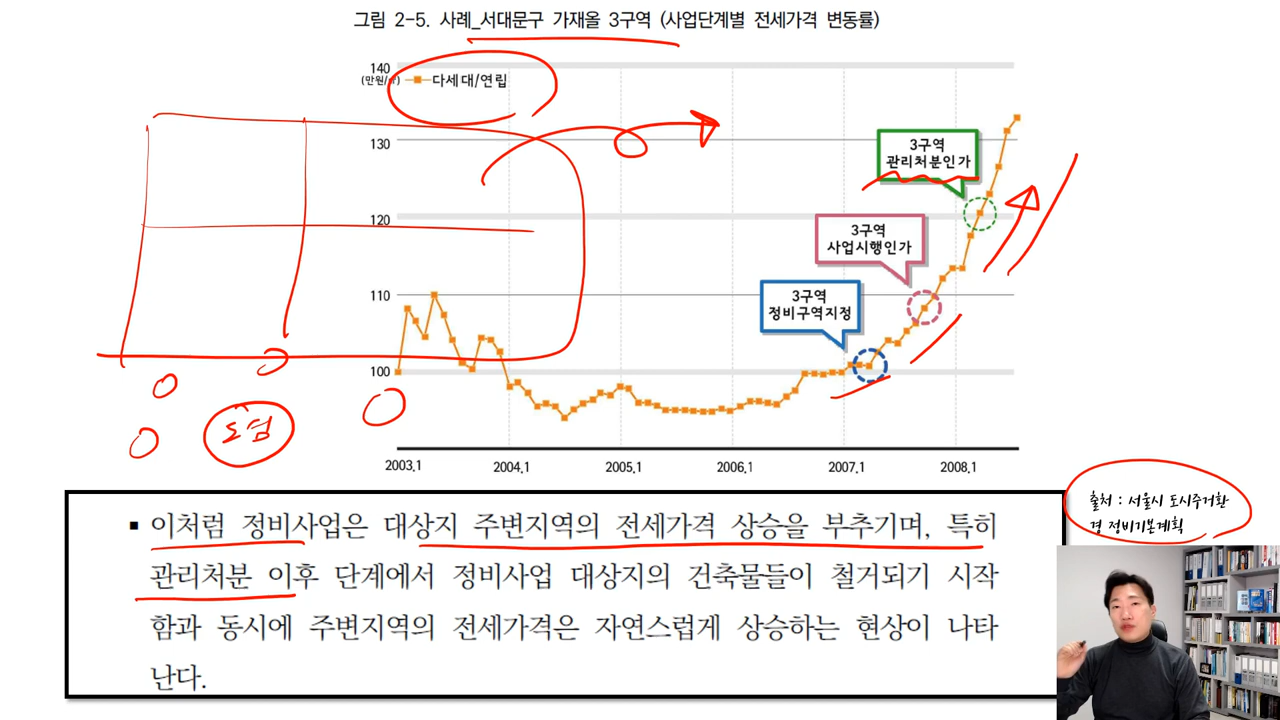 그림 2-5. 사례_서대문구 가재울 3구역 (사업단계별 전세가격 변동률)
140
(만원/㎡)
다세대/연립
130
3구역
관리처분인가
120
3구역
사업시행인가
110
3구역
정비구역지정
100
도덤
2003.1 2004.1 2005.1 2006.1 2007.1 2008.1
▪ 이처럼 정비사업은 대상지 주변지역의 전세가격 상승을 부추기며, 특히
관리처분 이후 단계에서 정비사업 대상지의 건축물들이 철거되기 시작
함과 동시에 주변지역의 전세가격은 자연스럽게 상승하는 현상이 나타
난다.
출처 : 서울시 도시주거환
경 정비기본계획